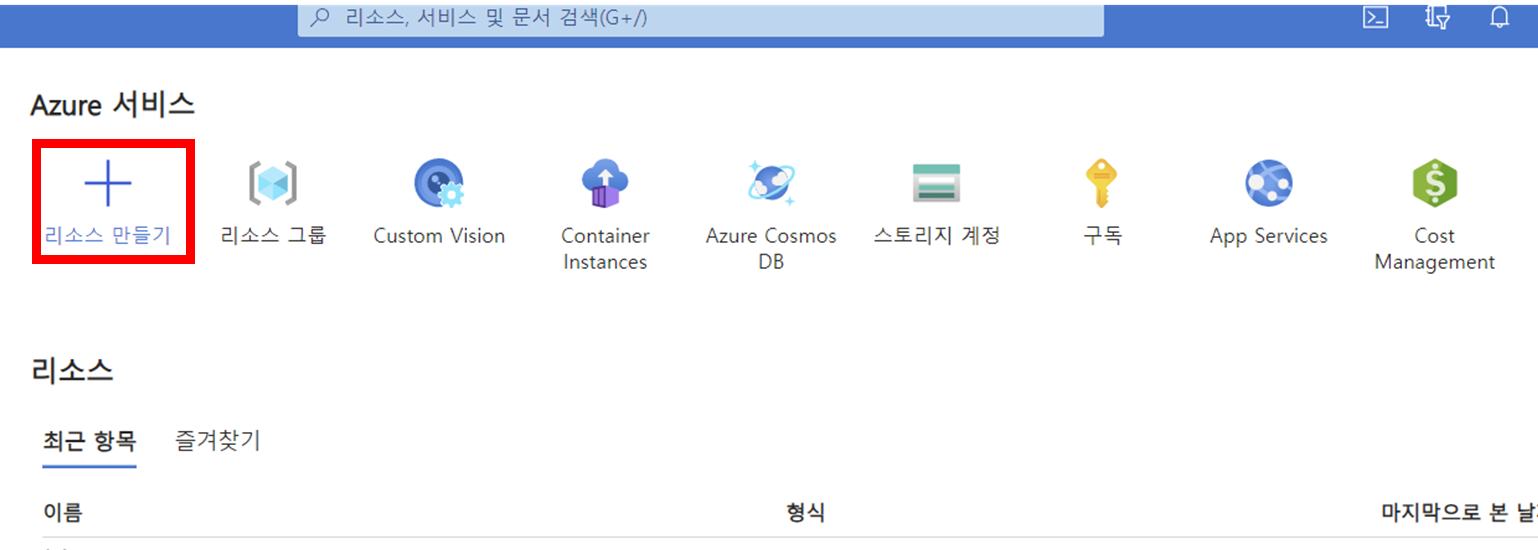 리소스, 서비스 및 문서 검색(G+/)
Azure 서비스
리소스 만들기
리소스 그룹
Custom Vision
Container
Instances
Azure Cosmos
DB
스토리지 계정
구독
App Services
Cost
Management
리소스
최근 항목 즐겨찾기
이름 형식 마지막으로 본